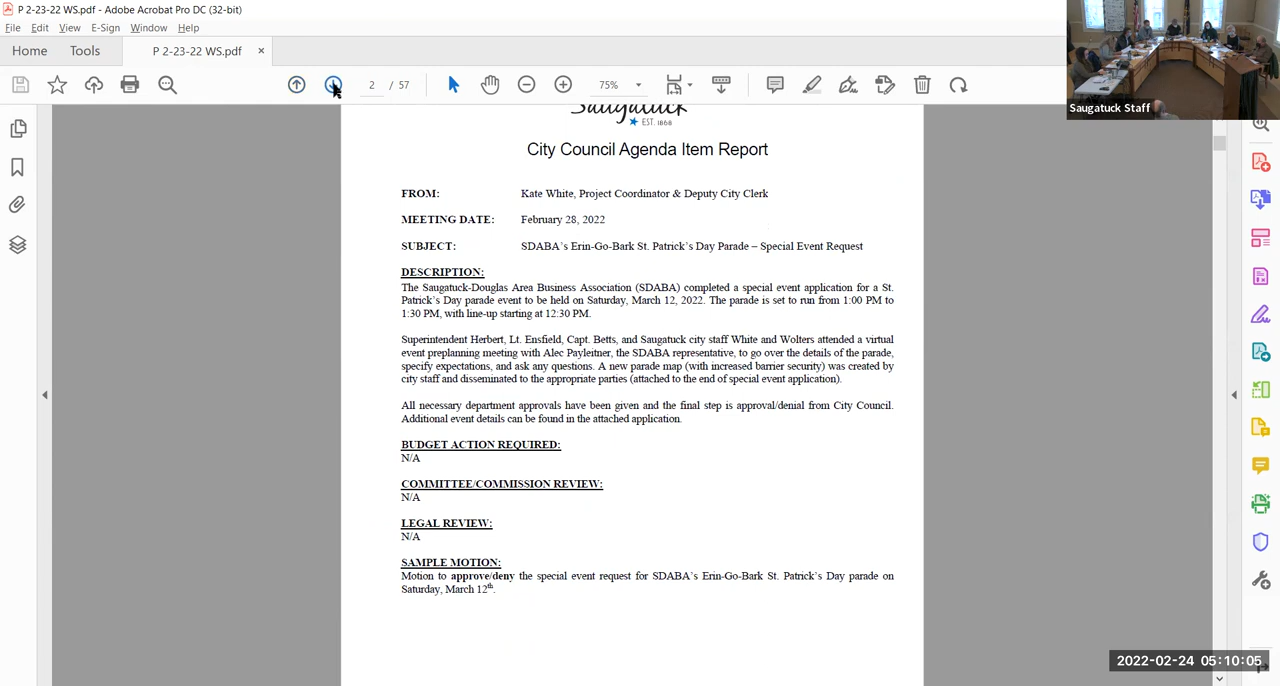 P 2-23-22 WS.pdf - Adobe Acrobat Pro DC (32-bit)
File Edit View E-Sign Window Help
Home Tools P 2-23-22 WS.pdf ×
2 / 57 75%
Saugatuck
EST. 1868
City Council Agenda Item Report
FROM: Kate White, Project Coordinator & Deputy City Clerk
MEETING DATE: February 28, 2022
SUBJECT: SDABA's Erin-Go-Bark St. Patrick's Day Parade – Special Event Request
DESCRIPTION:
The Saugatuck-Douglas Area Business Association (SDABA) completed a special event application for a St.
Patrick's Day parade event to be held on Saturday, March 12, 2022. The parade is set to run from 1:00 PM to
1:30 PM, with line-up starting at 12:30 PM.
Superintendent Herbert, Lt. Ensfield, Capt. Betts, and Saugatuck city staff White and Wolters attended a virtual
event preplanning meeting with Alec Payleitner, the SDABA representative, to go over the details of the parade,
specify expectations, and ask any questions. A new parade map (with increased barrier security) was created by
city staff and disseminated to the appropriate parties (attached to the end of special event application).
All necessary department approvals have been given and the final step is approval/denial from City Council.
Additional event details can be found in the attached application.
BUDGET ACTION REQUIRED:
N/A
COMMITTEE/COMMISSION REVIEW:
N/A
LEGAL REVIEW:
N/A
SAMPLE MOTION:
Motion to approve/deny the special event request for SDABA's Erin-Go-Bark St. Patrick's Day parade on
Saturday, March 12th.
Saugatuck Staff
2022-02-24 05:10:05